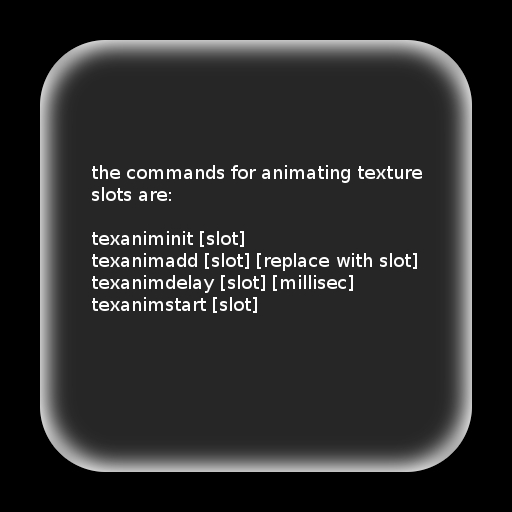 the commands for animating texture
slots are:
texaniminit [slot]
texanimadd [slot] [replace with slot]
texanimdelay [slot] [millisec]
texanimstart [slot]